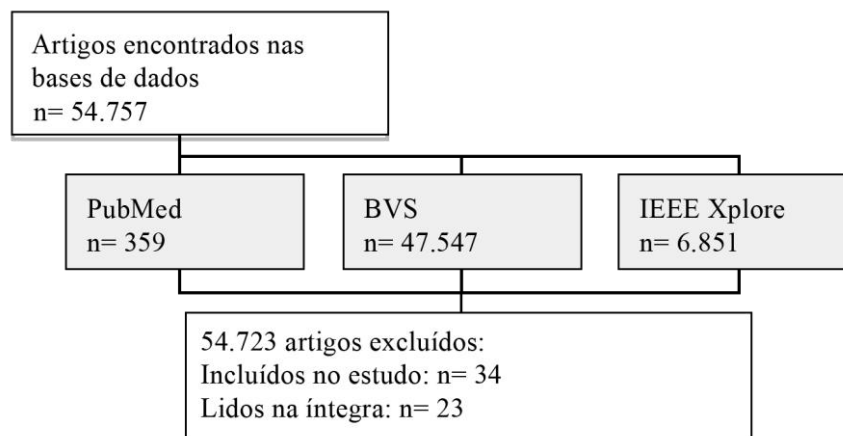 Artigos encontrados nas
bases de dados
n= 54.757
PubMed
n= 359
BVS
n= 47.547
IEEE Xplore
n= 6.851
54.723 artigos excluídos:
Incluídos no estudo: n= 34
Lidos na íntegra: n= 23